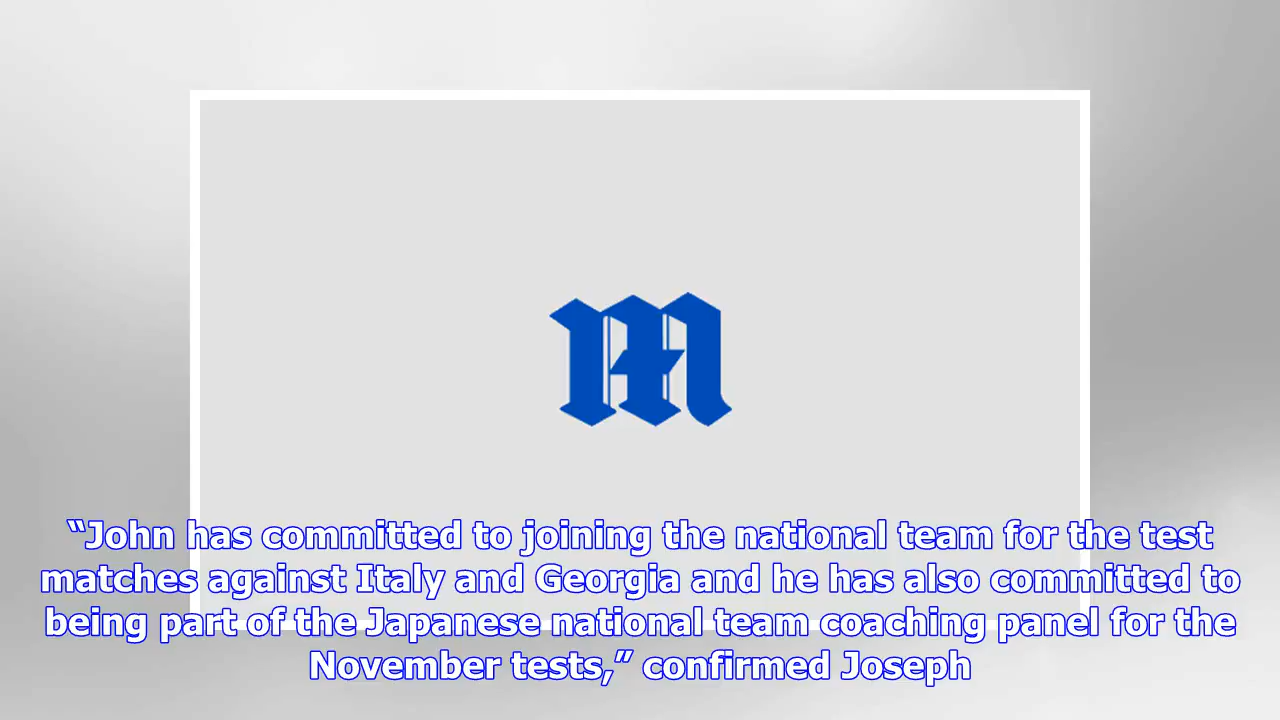 “John has committed to joining the national team for the test
matches against Italy and Georgia and he has also committed to
being part of the Japanese national team coaching panel for the
November tests,” confirmed Joseph